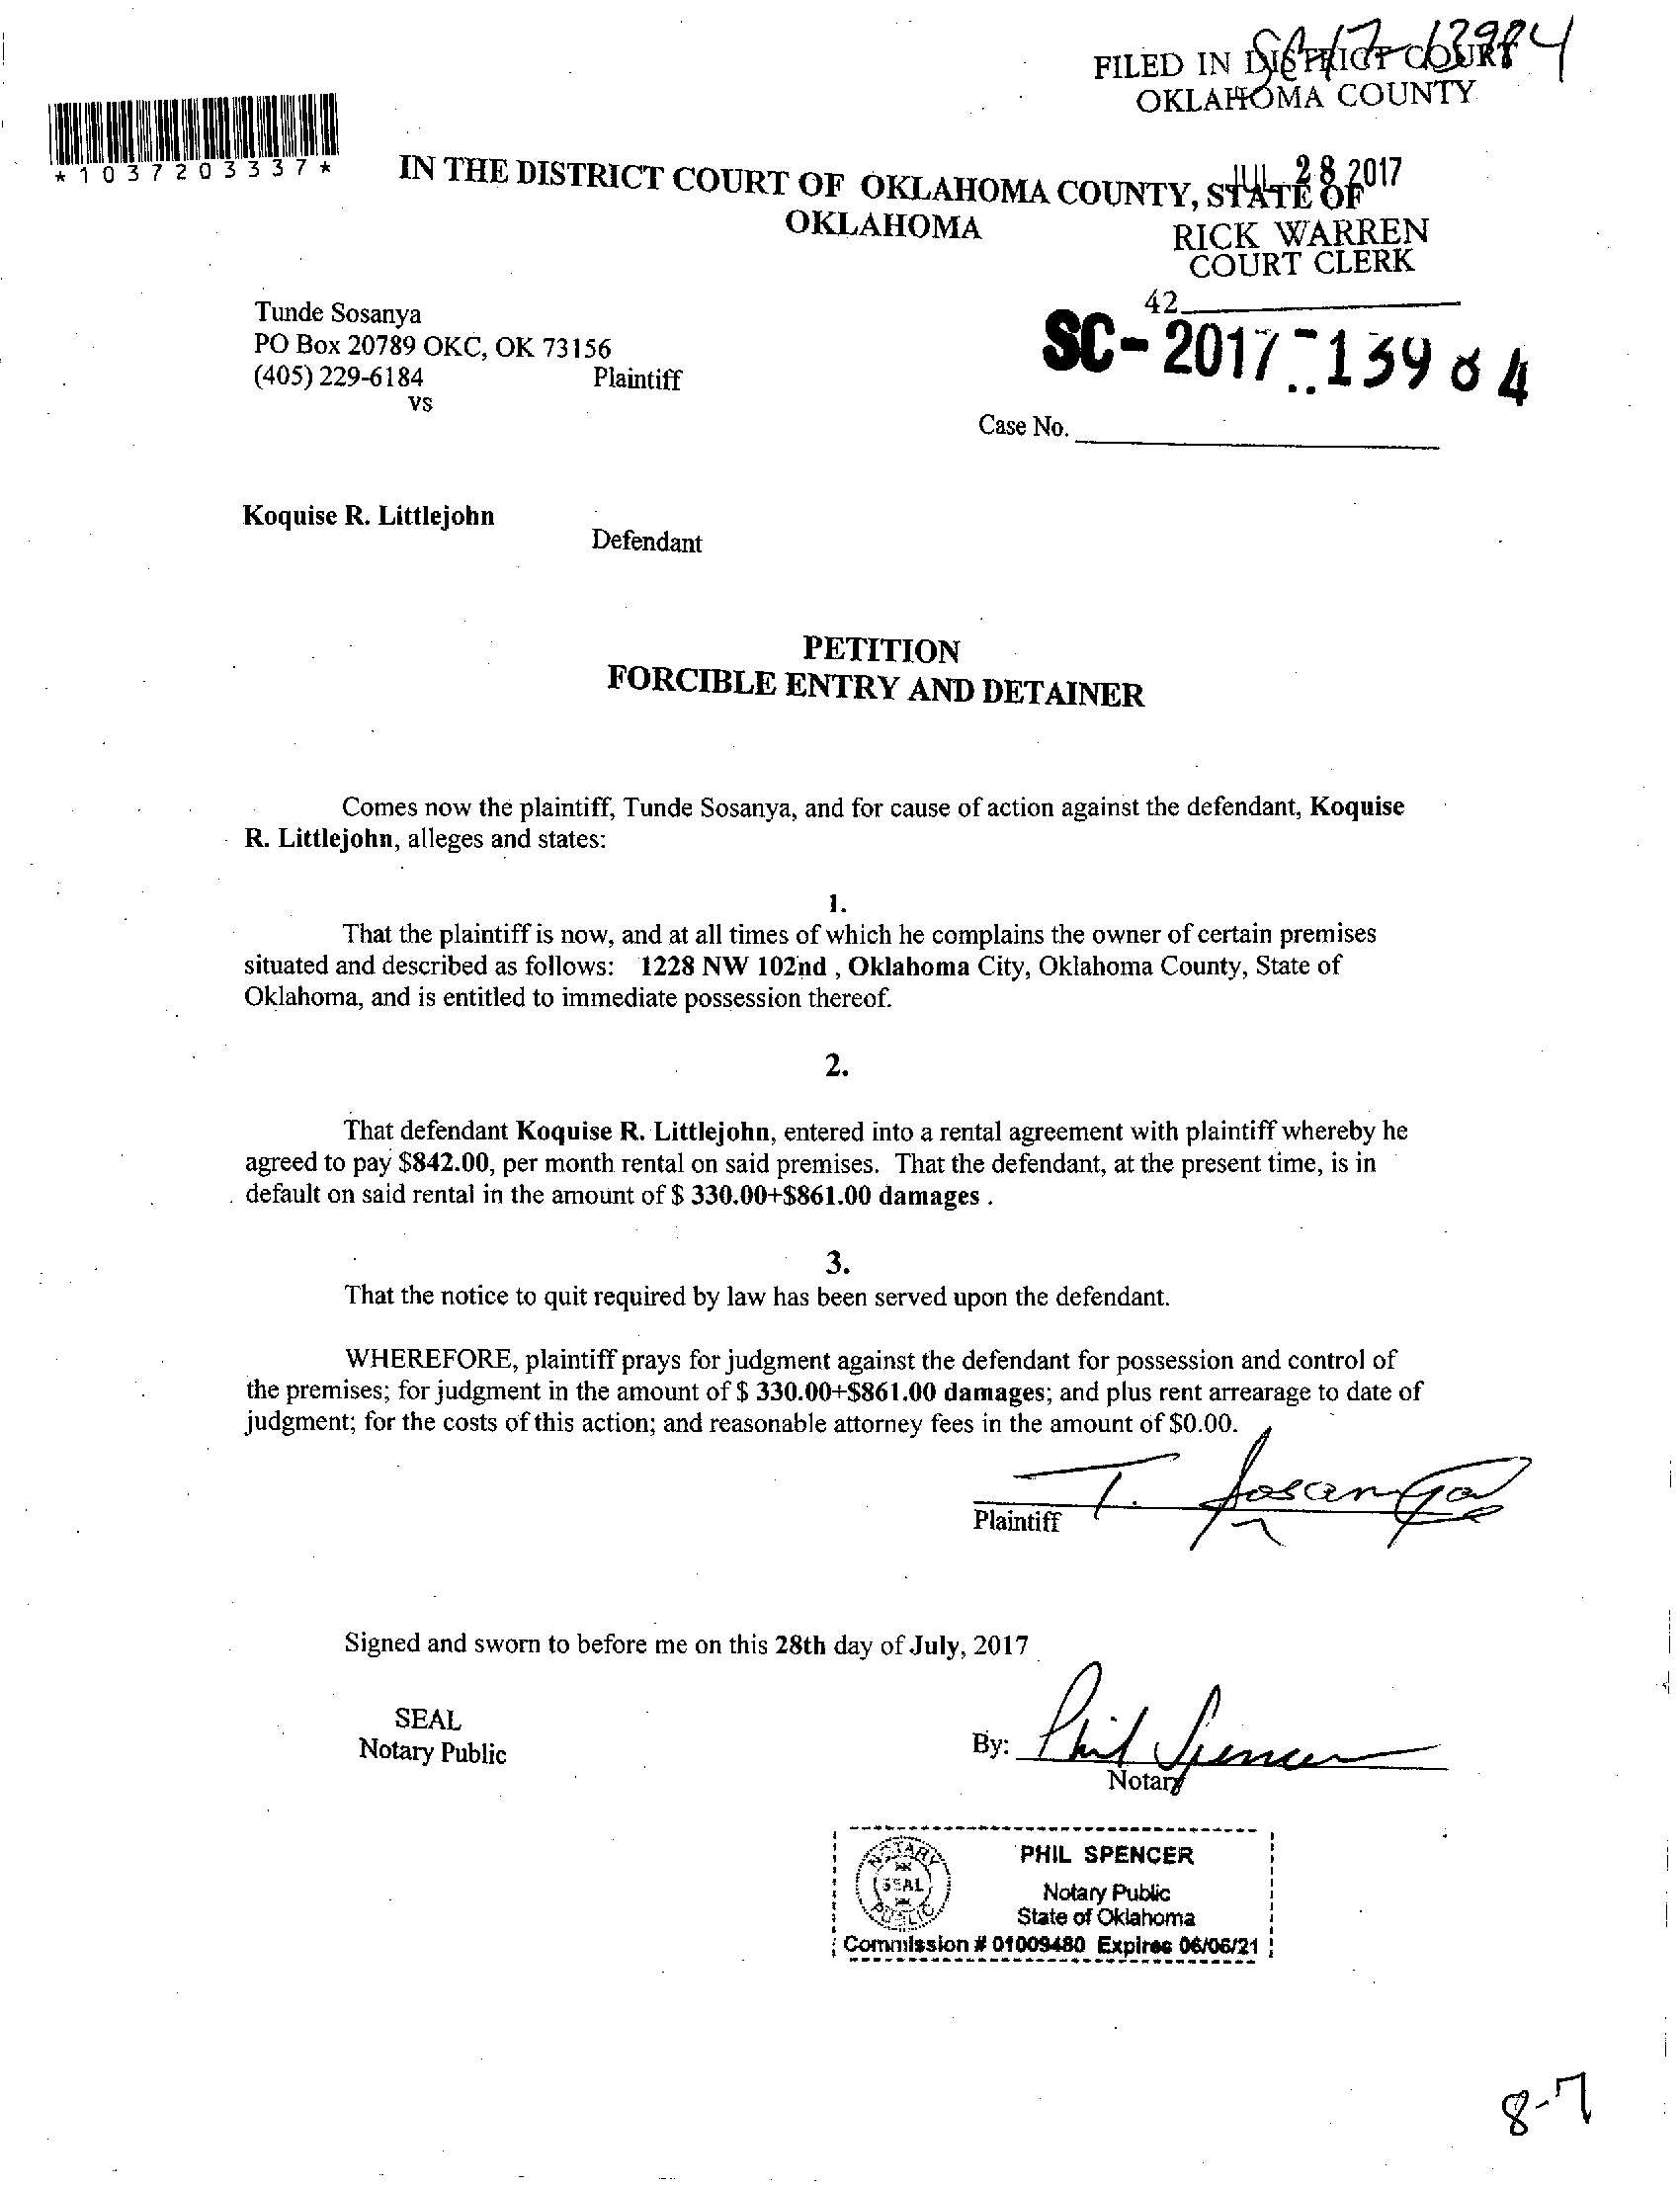 SC-17-13984
FILED IN DISTRICT COURT
OKLAHOMA COUNTY
*1037203337*
IN THE DISTRICT COURT OF OKLAHOMA COUNTY, STATE OF
OKLAHOMA
JUL 28 2017
RICK WARREN
COURT CLERK
42
Tunde Sosanya
PO Box 20789 OKC, OK 73156
(405) 229-6184 Plaintiff
vs
SC-2017-13984
Case No.
Koquise R. Littlejohn
Defendant
PETITION
FORCIBLE ENTRY AND DETAINER
Comes now the plaintiff, Tunde Sosanya, and for cause of action against the defendant, Koquise
R. Littlejohn, alleges and states:
1.
That the plaintiff is now, and at all times of which he complains the owner of certain premises
situated and described as follows: 1228 NW 102nd , Oklahoma City, Oklahoma County, State of
Oklahoma, and is entitled to immediate possession thereof.
2.
That defendant Koquise R. Littlejohn, entered into a rental agreement with plaintiff whereby he
agreed to pay $842.00, per month rental on said premises. That the defendant, at the present time, is in
default on said rental in the amount of $ 330.00+$861.00 damages .
3.
That the notice to quit required by law has been served upon the defendant.
WHEREFORE, plaintiff prays for judgment against the defendant for possession and control of
the premises; for judgment in the amount of $ 330.00+$861.00 damages; and plus rent arrearage to date of
judgment; for the costs of this action; and reasonable attorney fees in the amount of $0.00.
T. Sosanya
Plaintiff
Signed and sworn to before me on this 28th day of July, 2017
SEAL
Notary Public
By: Phil Spencer
Notary
NOTARY
SEAL
PUBLIC
PHIL SPENCER
Notary Public
State of Oklahoma
Commission # 01009480 Expires 06/06/21
8-7